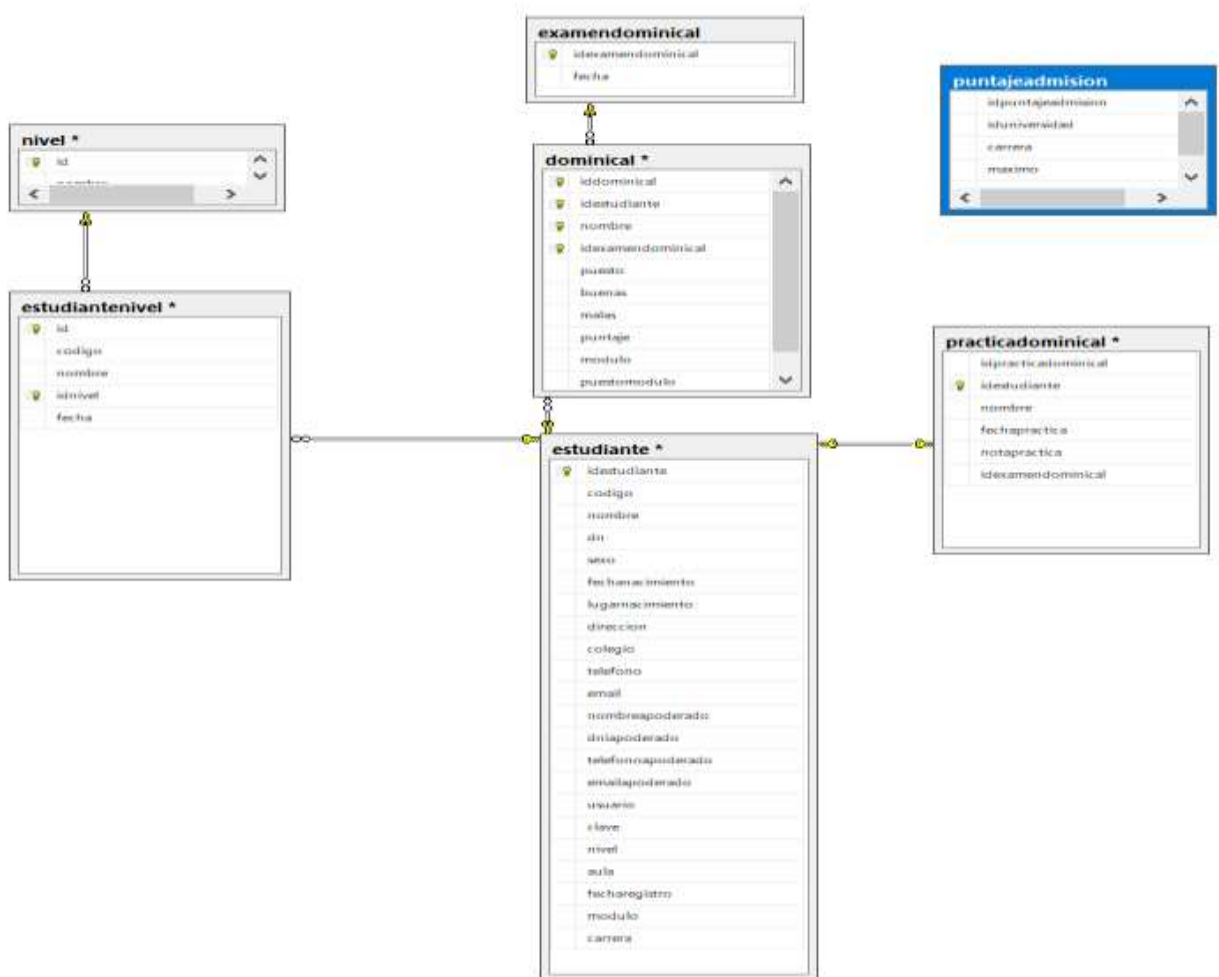 examendominical
idexamendominical
fecha
puntajeadmision
idpuntajeadmision
iduniversidad
carrera
maximo
nivel *
id
dominical *
iddominical
idestudiante
nombre
idexamendominical
puesto
buenas
malas
puntaje
modulo
puestomodulo
estudiantenivel *
id
codigo
nombre
idnivel
fecha
practicadominical *
idpracticadominical
idestudiante
nombre
fechapractica
notapractica
idexamendominical
estudiante *
idestudiante
codigo
nombre
dni
sexo
fechanacimiento
lugarnacimiento
direccion
colegio
telefono
email
nombreapoderado
dniapoderado
telefonoapoderado
emailapoderado
usuario
clave
nivel
aula
fecharegistro
modulo
carrera